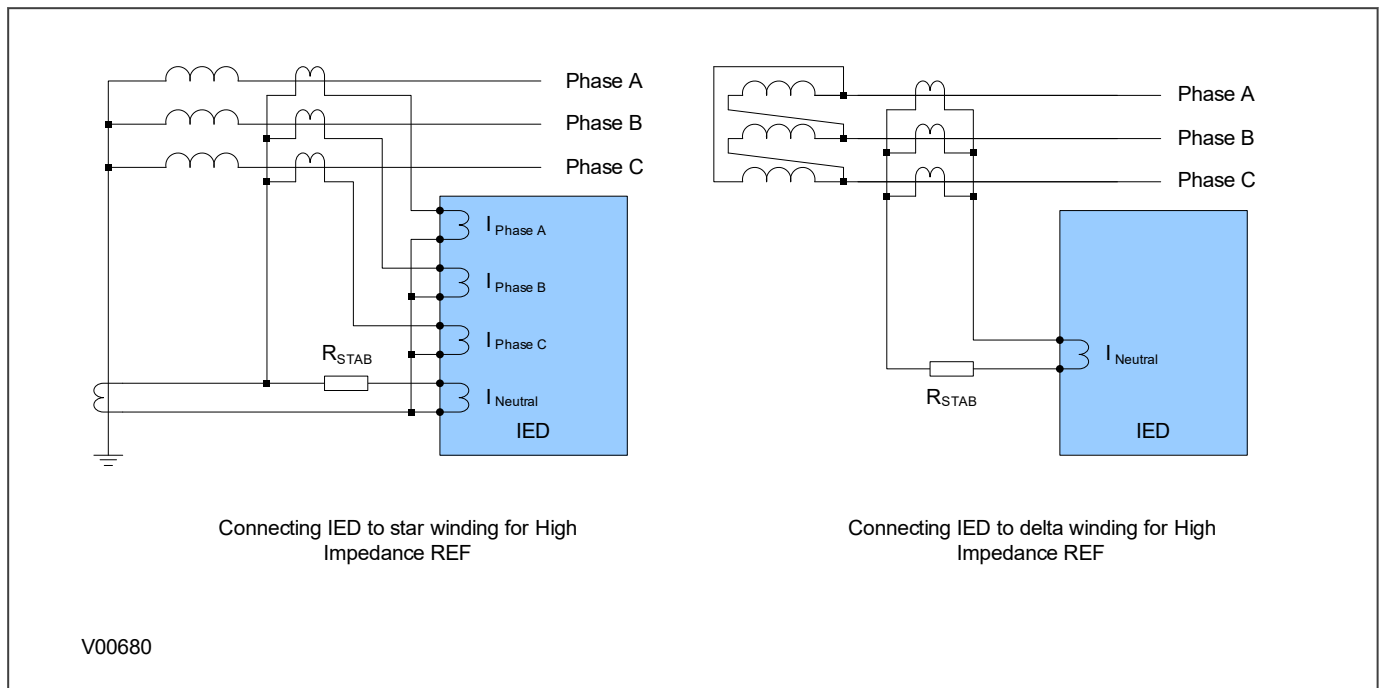 Phase A
Phase B
Phase C
I Phase A
I Phase B
I Phase C
RSTAB
I Neutral
IED
Connecting IED to star winding for High
Impedance REF
Phase A
Phase B
Phase C
I Neutral
RSTAB
IED
Connecting IED to delta winding for High
Impedance REF
V00680